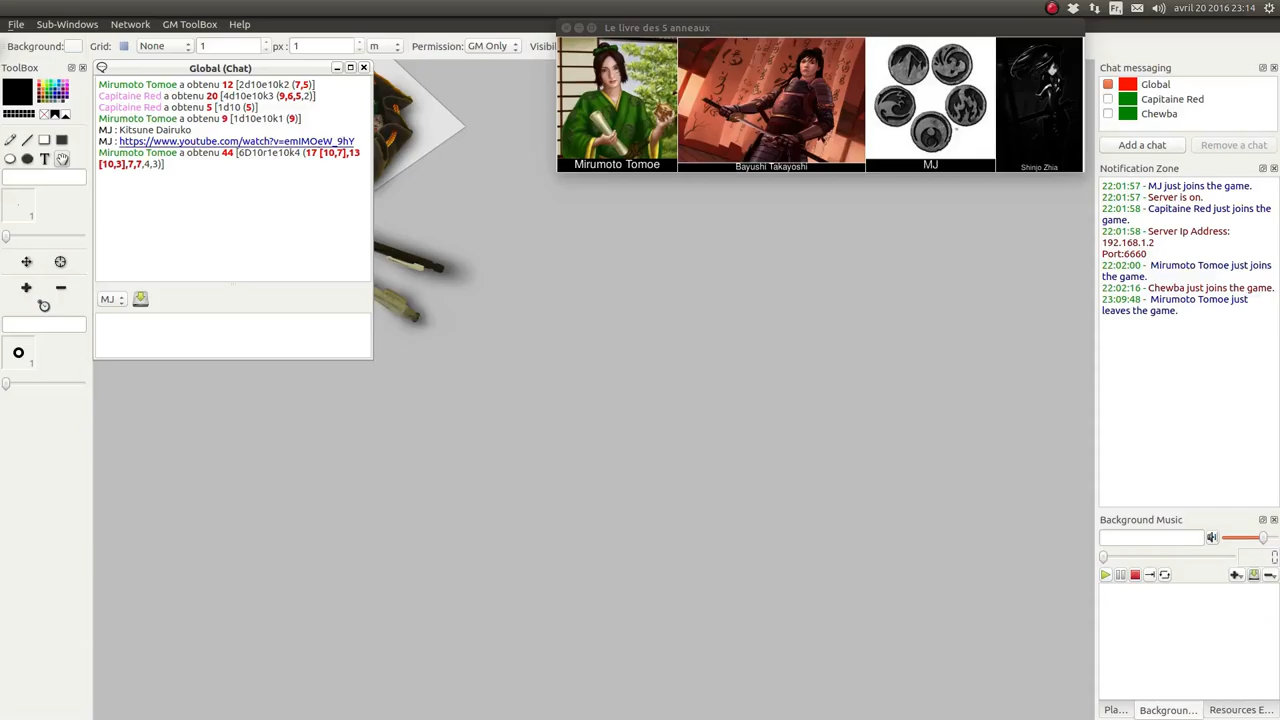 Fr
avril 20 2016 23:14
File Sub-Windows Network GM ToolBox Help
Le livre des 5 anneaux
Background: Grid: None 1 px : 1 m Permission: GM Only Visibi
ToolBox
Global (Chat)
Mirumoto Tomoe a obtenu 12 [2d10e10k2 (7,5)]
Capitaine Red a obtenu 20 [4d10e10k3 (9,6,5,2)]
Capitaine Red a obtenu 5 [1d10 (5)]
Mirumoto Tomoe a obtenu 9 [1d10e10k1 (9)]
MJ : Kitsune Dairuko
MJ : https://www.youtube.com/watch?v=emIMOeW_9hY
Mirumoto Tomoe a obtenu 44 [6D10r1e10k4 (17 [10,7],13
[10,3],7,7,4,3)]
MJ
T
1
1
Mirumoto Tomoe
Bayushi Takayoshi
MJ
Shinjo Zhia
Chat messaging
Global
Capitaine Red
Chewba
Add a chat Remove a chat
Notification Zone
22:01:57 - MJ just joins the game.
22:01:57 - Server is on.
22:01:58 - Capitaine Red just joins the
game.
22:01:58 - Server Ip Address:
192.168.1.2
Port:6660
22:02:00 - Mirumoto Tomoe just joins
the game.
22:02:16 - Chewba just joins the game.
23:09:48 - Mirumoto Tomoe just
leaves the game.
Background Music
Pla... Backgroun... Resources E...